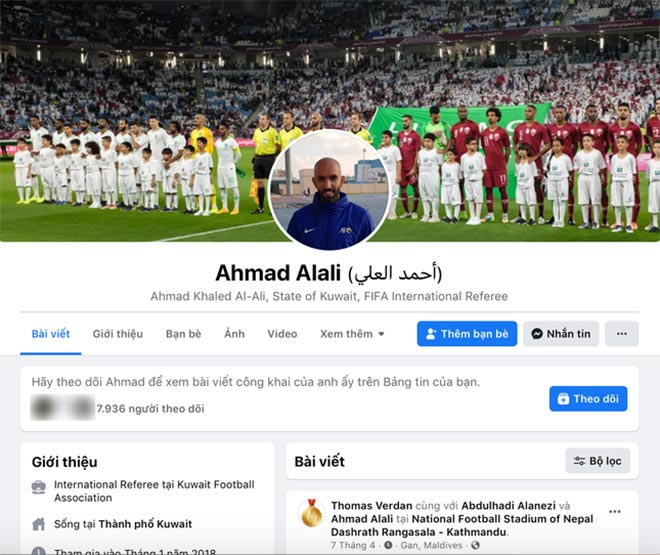 Ahmad Alali (أحمد العلي)
Ahmad Khaled Al-Ali, State of Kuwait, FIFA International Referee
Bài viết Giới thiệu Bạn bè Ảnh Video Xem thêm Thêm bạn bè Nhắn tin
Hãy theo dõi Ahmad để xem bài viết công khai của anh ấy trên Bảng tin của bạn.
7.936 người theo dõi Theo dõi
Giới thiệu
International Referee tại Kuwait Football
Association
Sống tại Thành phố Kuwait
Tham gia vào Tháng 1 năm 2018
Bài viết Bộ lọc
Thomas Verdan cùng với Abdulhadi Alanezi và
Ahmad Alali tại National Football Stadium of Nepal
Dashrath Rangasala - Kathmandu.
7 Tháng 4 · Gan, Maldives ·